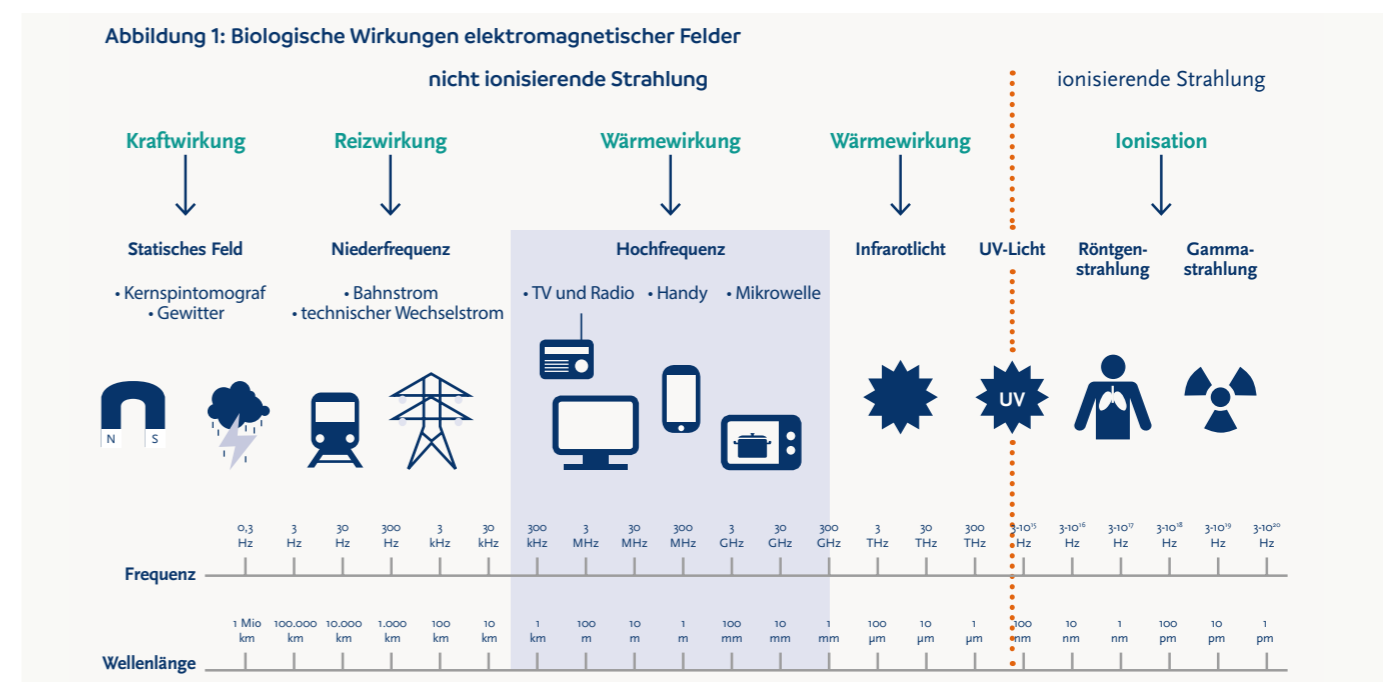 Abbildung 1: Biologische Wirkungen elektromagnetischer Felder
nicht ionisierende Strahlung
ionisierende Strahlung
Kraftwirkung
Reizwirkung
Wärmewirkung
Wärmewirkung
Ionisation
Statisches Feld
• Kernspintomograf
• Gewitter
Niederfrequenz
• Bahnstrom
• technischer Wechselstrom
Hochfrequenz
• TV und Radio • Handy • Mikrowelle
Infrarotlicht
UV-Licht
Röntgen-
strahlung
Gamma-
strahlung
N S
UV
0,3 3 30 300 3 30 300 3 30 300 3 30 300 3 30 300 3-10¹⁵ 3-10¹⁶ 3-10¹⁷ 3-10¹⁸ 3-10¹⁹ 3-10²⁰
Hz Hz Hz Hz kHz kHz kHz MHz MHz MHz GHz GHz GHz THz THz THz Hz Hz Hz Hz Hz Hz
Frequenz
1 Mio 100.000 10.000 1.000 100 10 1 100 10 1 100 10 1 100 10 1 100 10 1 100 10 1
km km km km km km km m m m mm mm mm µm µm µm nm nm nm pm pm pm
Wellenlänge